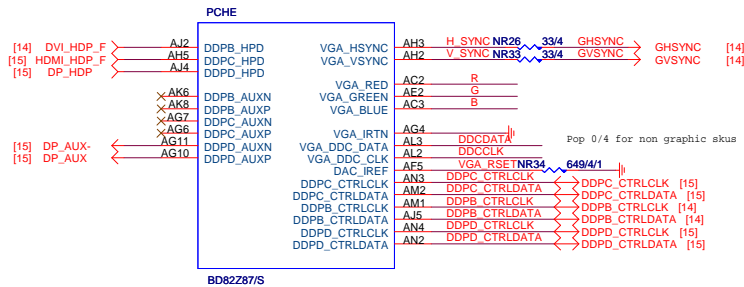 PCHE
[14] DVI_HDP_F AJ2 DDPB_HPD VGA_HSYNC AH3 H_SYNC NR26 33/4 GHSYNC GHSYNC [14]
[15] HDMI_HDP_F AH5 DDPC_HPD VGA_VSYNC AH2 V_SYNC NR33 33/4 GVSYNC GVSYNC [14]
[15] DP_HDP AJ4 DDPD_HPD
VGA_RED AC2 R
AK6 DDPB_AUXN VGA_GREEN AE2 G
AK8 DDPB_AUXP VGA_BLUE AC3 B
AG7 DDPC_AUXN
AG6 DDPC_AUXP VGA_IRTN AG4
[15] DP_AUX- AG11 DDPD_AUXN VGA_DDC_DATA AL3 DDCDATA Pop 0/4 for non graphic skus
[15] DP_AUX AG10 DDPD_AUXP VGA_DDC_CLK AL2 DDCCLK
DAC_IREF AF5 VGA_RSET NR34 649/4/1
DDPC_CTRLCLK AN3 DDPC_CTRLCLK DDPC_CTRLCLK [15]
DDPC_CTRLDATA AM2 DDPC_CTRLDATA DDPC_CTRLDATA [15]
DDPB_CTRLCLK AM1 DDPB_CTRLCLK DDPB_CTRLCLK [14]
DDPB_CTRLDATA AJ5 DDPB_CTRLDATA DDPB_CTRLDATA [14]
DDPD_CTRLCLK AN4 DDPD_CTRLCLK DDPD_CTRLCLK [15]
DDPD_CTRLDATA AN2 DDPD_CTRLDATA DDPD_CTRLDATA [15]
BD82Z87/S